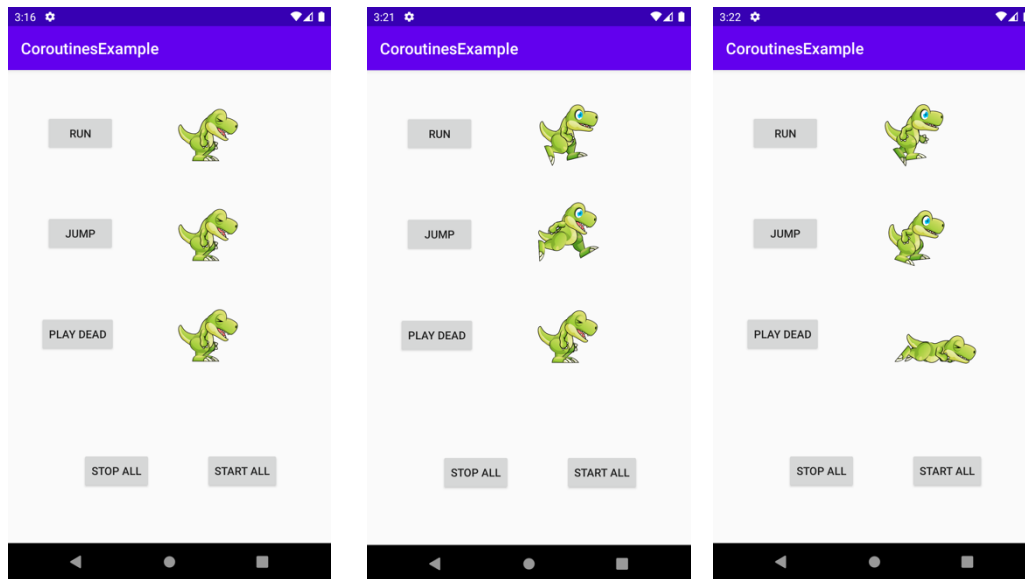 3:16
CoroutinesExample
RUN
JUMP
PLAY DEAD
STOP ALL START ALL
3:21
CoroutinesExample
RUN
JUMP
PLAY DEAD
STOP ALL START ALL
3:22
CoroutinesExample
RUN
JUMP
PLAY DEAD
STOP ALL START ALL